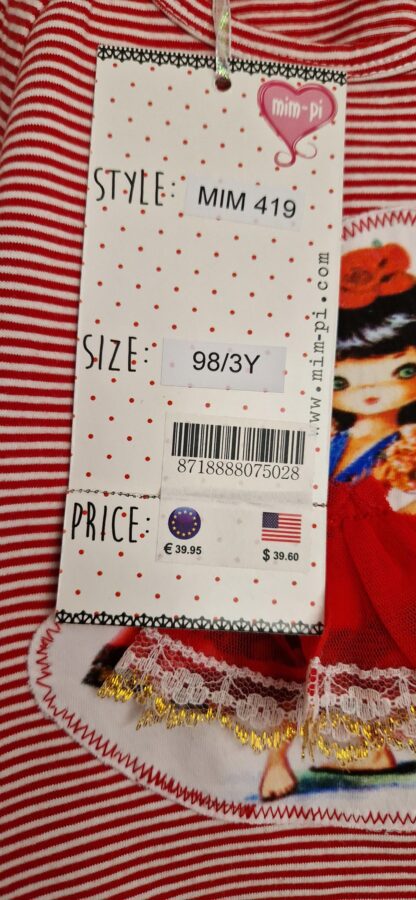 mim-pi
STYLE: MIM 419
www.mim-pi.com
SIZE: 98/3Y
8718888075028
PRICE:
€ 39.95 $ 39.60